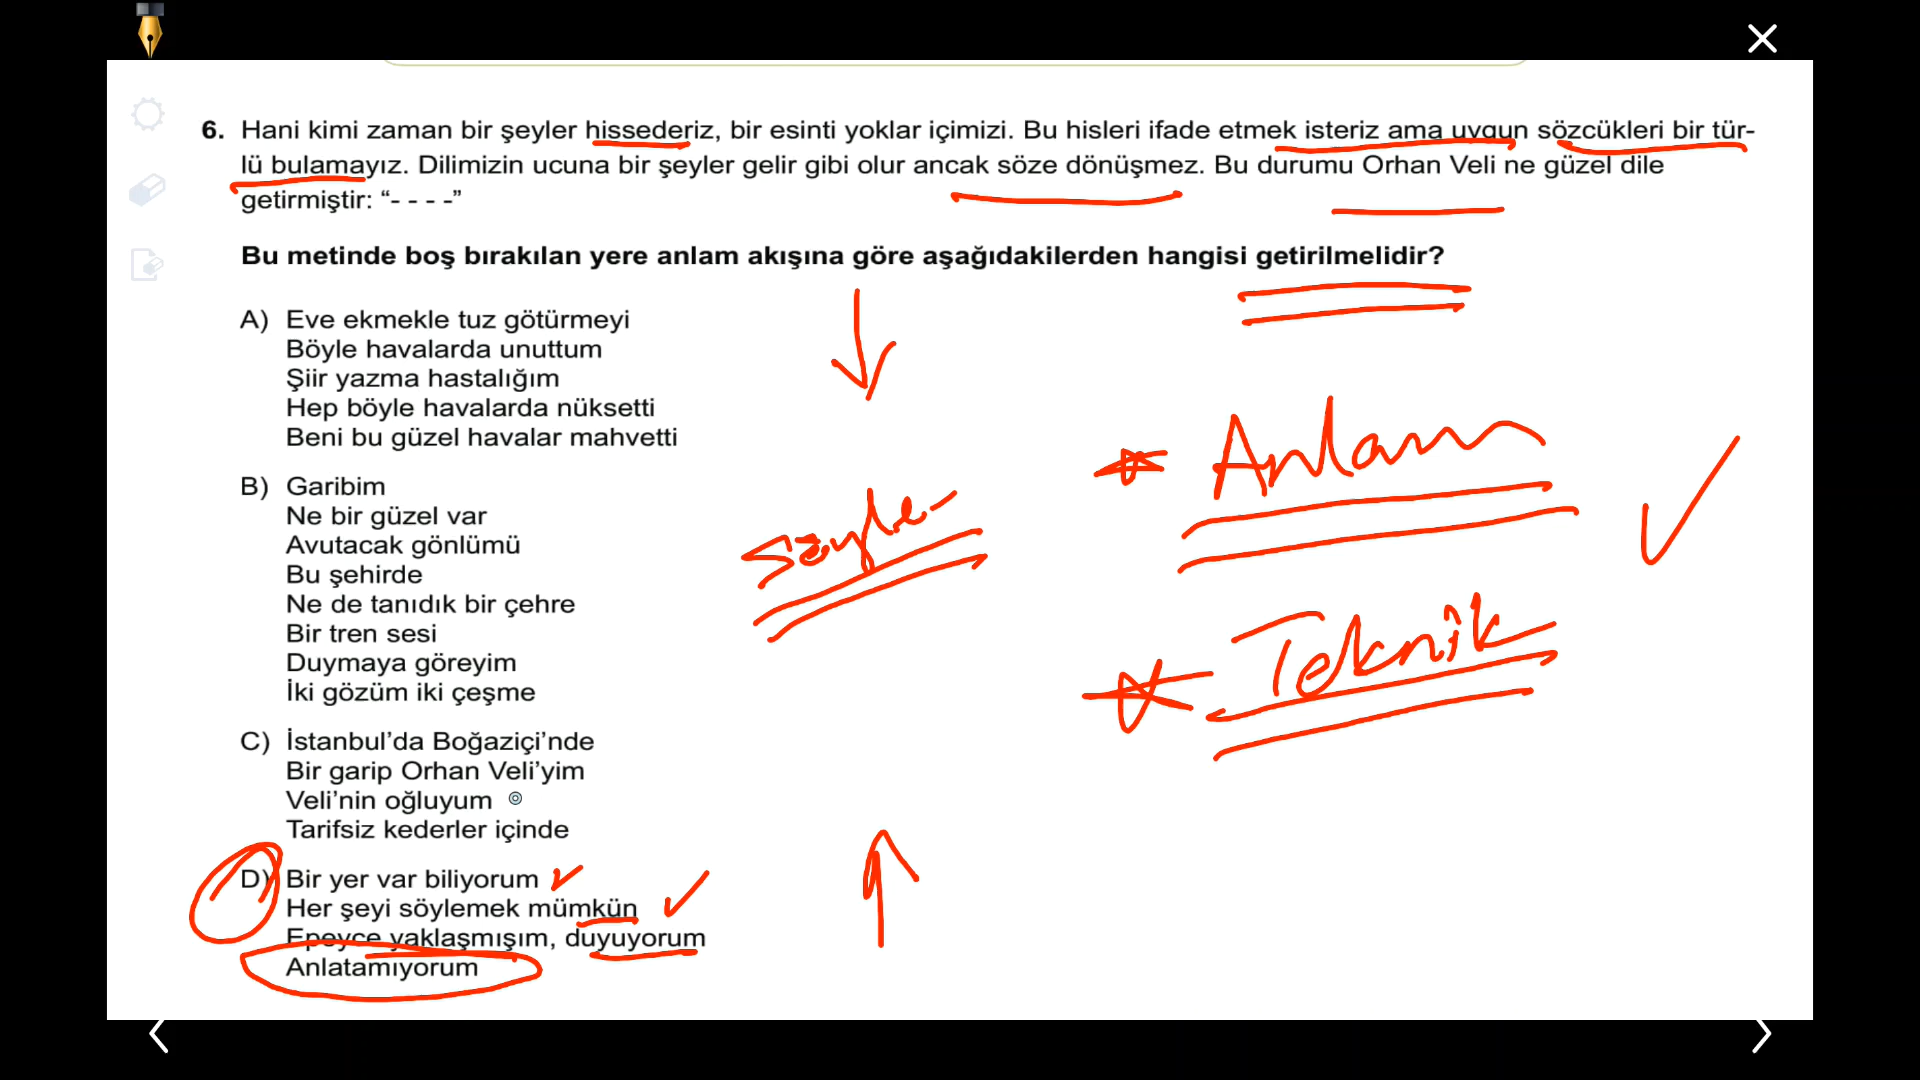 6. Hani kimi zaman bir şeyler hissederiz, bir esinti yoklar içimizi. Bu hisleri ifade etmek isteriz ama uygun sözcükleri bir tür-
lü bulamayız. Dilimizin ucuna bir şeyler gelir gibi olur ancak söze dönüşmez. Bu durumu Orhan Veli ne güzel dile
getirmiştir: “- - - -”
Bu metinde boş bırakılan yere anlam akışına göre aşağıdakilerden hangisi getirilmelidir?
A) Eve ekmekle tuz götürmeyi
Böyle havalarda unuttum
Şiir yazma hastalığım
Hep böyle havalarda nüksetti
Beni bu güzel havalar mahvetti
B) Garibim
Ne bir güzel var
Avutacak gönlümü
Bu şehirde
Ne de tanıdık bir çehre
Bir tren sesi
Duymaya göreyim
İki gözüm iki çeşme
C) İstanbul’da Boğaziçi’nde
Bir garip Orhan Veli’yim
Veli’nin oğluyum
Tarifsiz kederler içinde
D) Bir yer var biliyorum
Her şeyi söylemek mümkün
Epeyce yaklaşmışım, duyuyorum
Anlatamıyorum
Söyle-
Anlam
Teknik